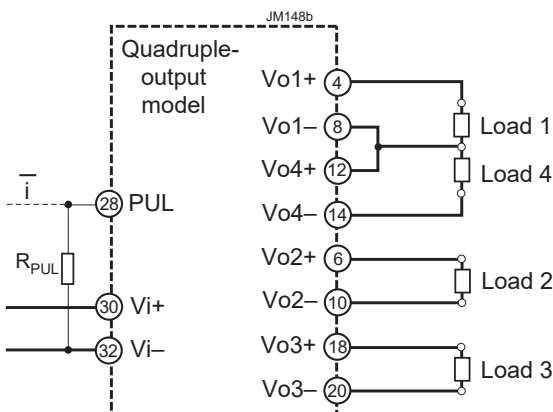 JM148b
Quadruple-
output
model
Vo1+
4
Vo1–
8
Load 1
Vo4+
12
Load 4
Vo4–
14
i
28
PUL
RPUL
Vo2+
6
Load 2
Vo2–
10
30
Vi+
32
Vi–
Vo3+
18
Load 3
Vo3–
20